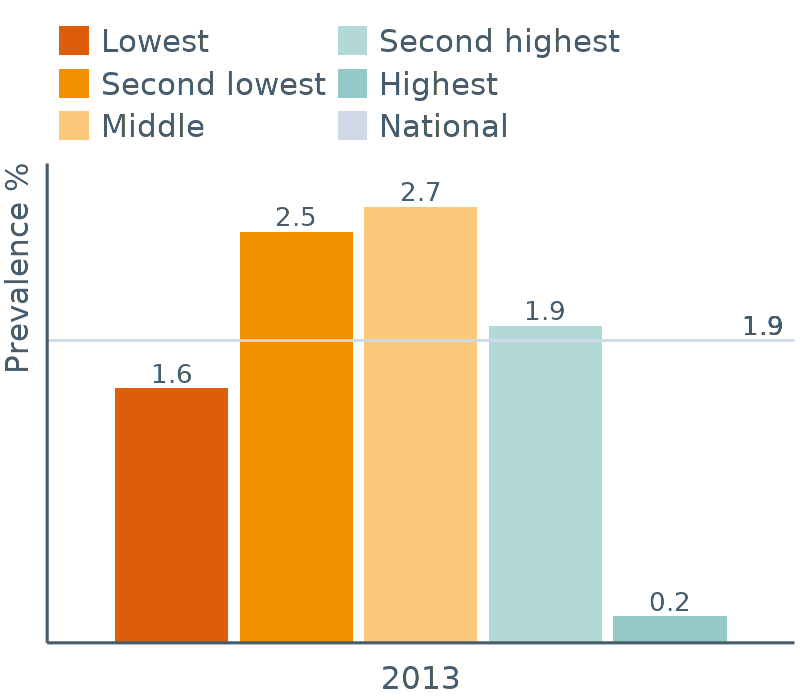 Lowest
Second lowest
Middle
Second highest
Highest
National
Prevalence %
1.6
2.5
2.7
1.9
0.2
1.9
2013